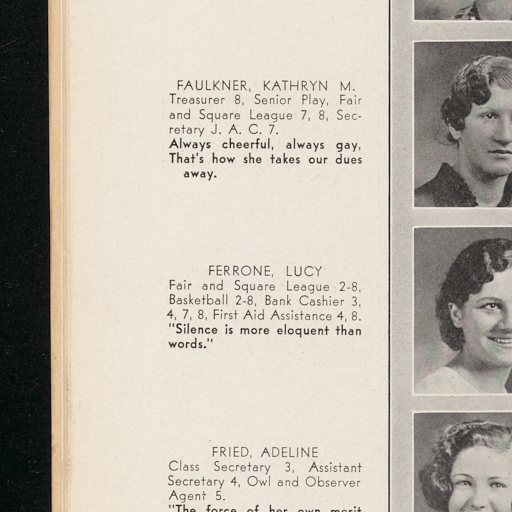 FAULKNER, KATHRYN M.
Treasurer 8, Senior Play, Fair
and Square League 7, 8, Sec-
retary J. A. C. 7.
Always cheerful, always gay,
That's how she takes our dues
away.
FERRONE, LUCY
Fair and Square League 2-8,
Basketball 2-8, Bank Cashier 3,
4, 7, 8, First Aid Assistance 4, 8.
"Silence is more eloquent than
words."
FRIED, ADELINE
Class Secretary 3, Assistant
Secretary 4, Owl and Observer
Agent 5.
"The force of her own merit